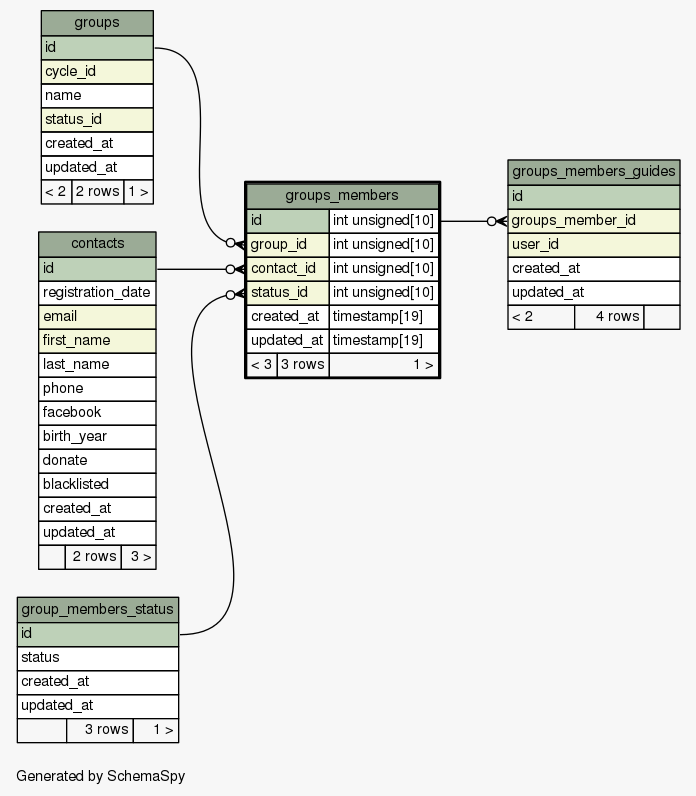 groups
id
cycle_id
name
status_id
created_at
updated_at
< 2 2 rows 1 >
contacts
id
registration_date
email
first_name
last_name
phone
facebook
birth_year
donate
blacklisted
created_at
updated_at
2 rows 3 >
group_members_status
id
status
created_at
updated_at
3 rows 1 >
groups_members
id int unsigned[10]
group_id int unsigned[10]
contact_id int unsigned[10]
status_id int unsigned[10]
created_at timestamp[19]
updated_at timestamp[19]
< 3 3 rows 1 >
groups_members_guides
id
groups_member_id
user_id
created_at
updated_at
< 2 4 rows
Generated by SchemaSpy